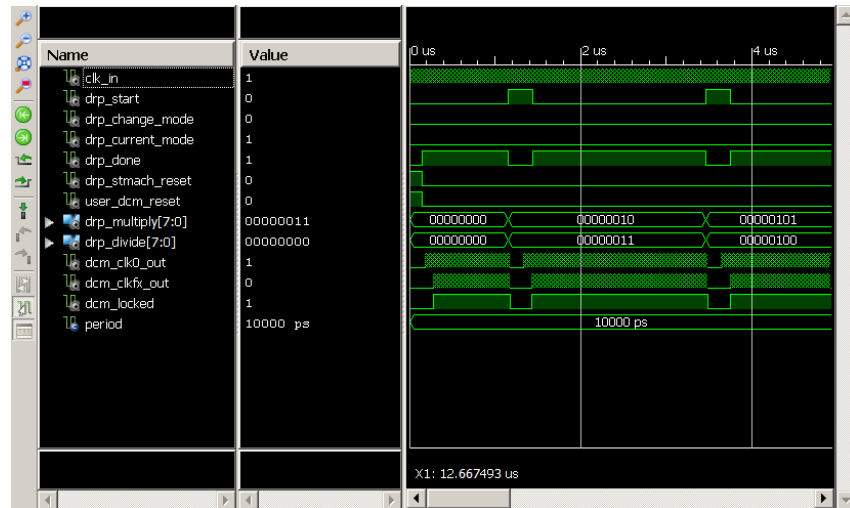 Name Value 0 us 2 us 4 us
clk_in 1
drp_start 0
drp_change_mode 0
drp_current_mode 1
drp_done 1
drp_stmach_reset 0
user_dcm_reset 0
drp_multiply[7:0] 00000011 00000000 00000010 00000101
drp_divide[7:0] 00000000 00000000 00000011 00000100
dcm_clk0_out 1
dcm_clkfx_out 0
dcm_locked 1
period 10000 ps 10000 ps
X1: 12.667493 us